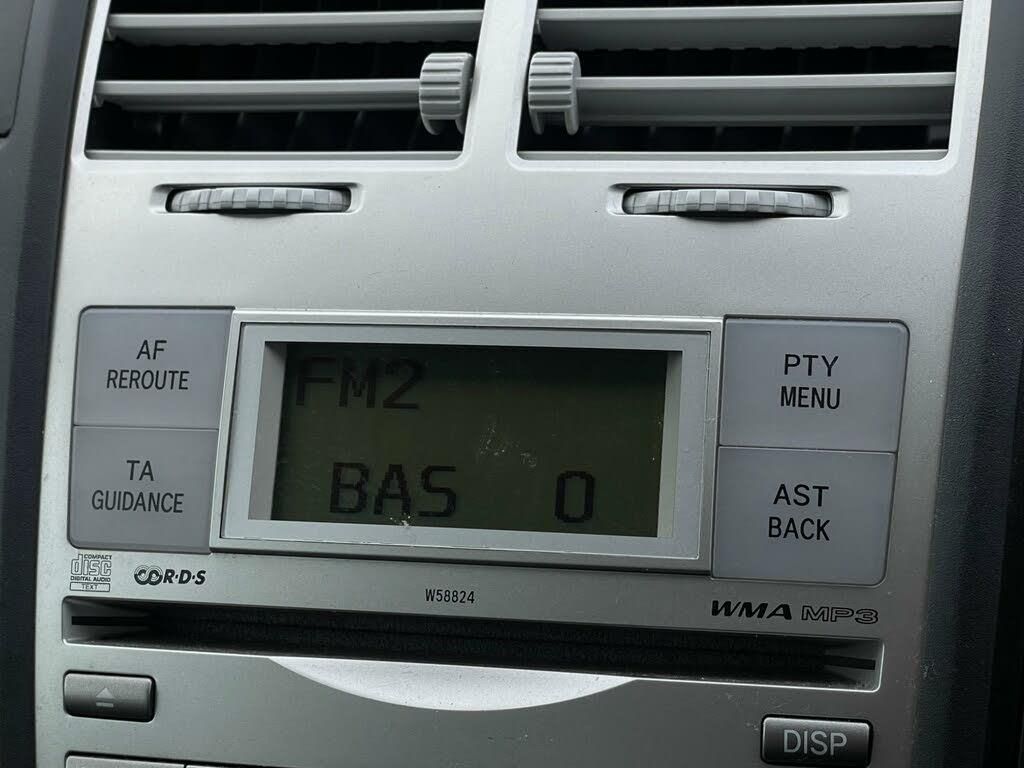 AF
REROUTE
TA
GUIDANCE
FM2
BAS 0
PTY
MENU
AST
BACK
COMPACT
disc
DIGITAL AUDIO
TEXT
R·D·S
W58824
WMA MP3
DISP